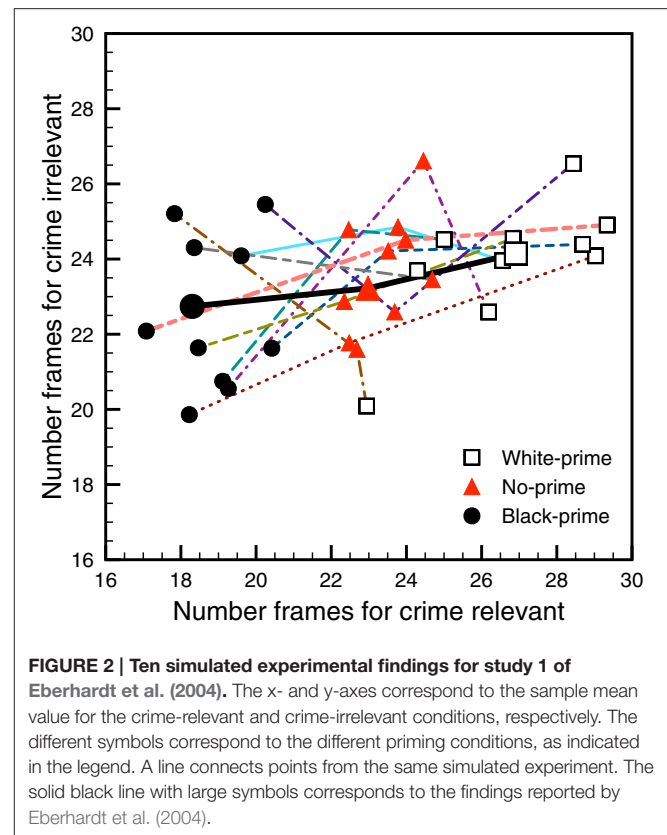 30
28
26
24
22
20
18
16
Number frames for crime irrelevant
White-prime
No-prime
Black-prime
16 18 20 22 24 26 28 30
Number frames for crime relevant
FIGURE 2 | Ten simulated experimental findings for study 1 of
Eberhardt et al. (2004). The x- and y-axes correspond to the sample mean
value for the crime-relevant and crime-irrelevant conditions, respectively. The
different symbols correspond to the different priming conditions, as indicated
in the legend. A line connects points from the same simulated experiment. The
solid black line with large symbols corresponds to the findings reported by
Eberhardt et al. (2004).